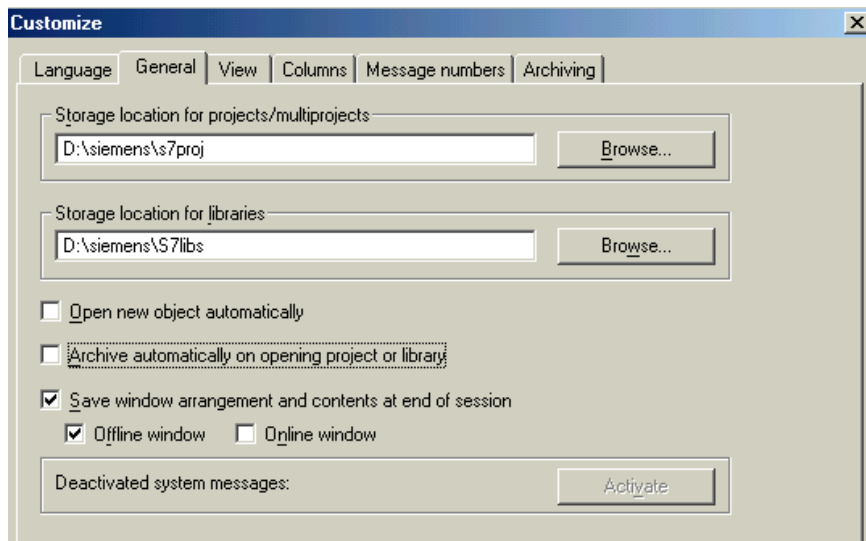 Customize
Language General View Columns Message numbers Archiving
Storage location for projects/multiprojects
D:\siemens\s7proj Browse...
Storage location for libraries
D:\siemens\S7libs Browse...
Open new object automatically
Archive automatically on opening project or library
Save window arrangement and contents at end of session
Offline window Online window
Deactivated system messages: Activate